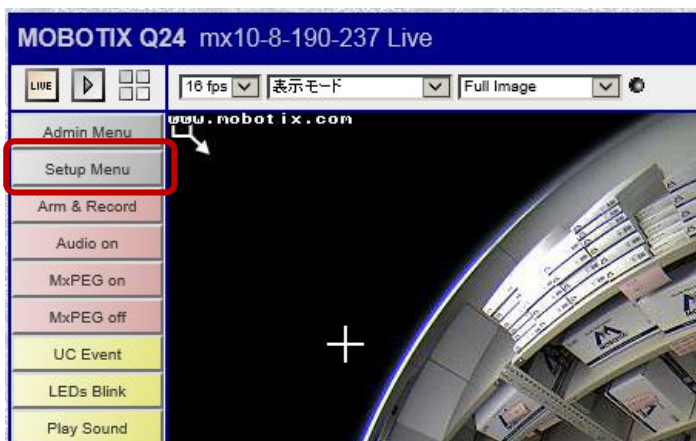 MOBOTIX Q24 mx10-8-190-237 Live
LIVE
16 fps 表示モード Full Image
Admin Menu
www.mobotix.com
Setup Menu
Arm & Record
Audio on
MxPEG on
MxPEG off
UC Event
LEDs Blink
Play Sound
MOBOTIX